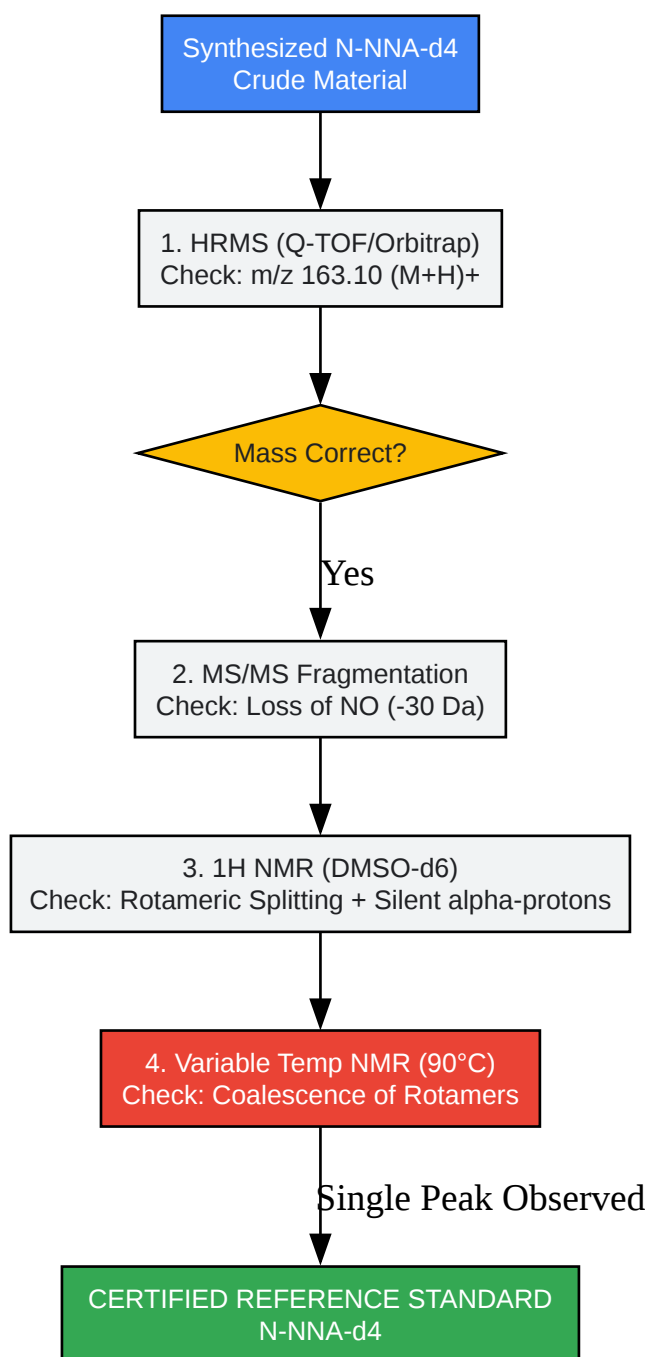 Synthesized N-NNA-d4
Crude Material
1. HRMS (Q-TOF/Orbitrap)
Check: m/z 163.10 (M+H)+
Mass Correct?
Yes
2. MS/MS Fragmentation
Check: Loss of NO (-30 Da)
3. 1H NMR (DMSO-d6)
Check: Rotameric Splitting + Silent alpha-protons
4. Variable Temp NMR (90°C)
Check: Coalescence of Rotamers
Single Peak Observed
CERTIFIED REFERENCE STANDARD
N-NNA-d4